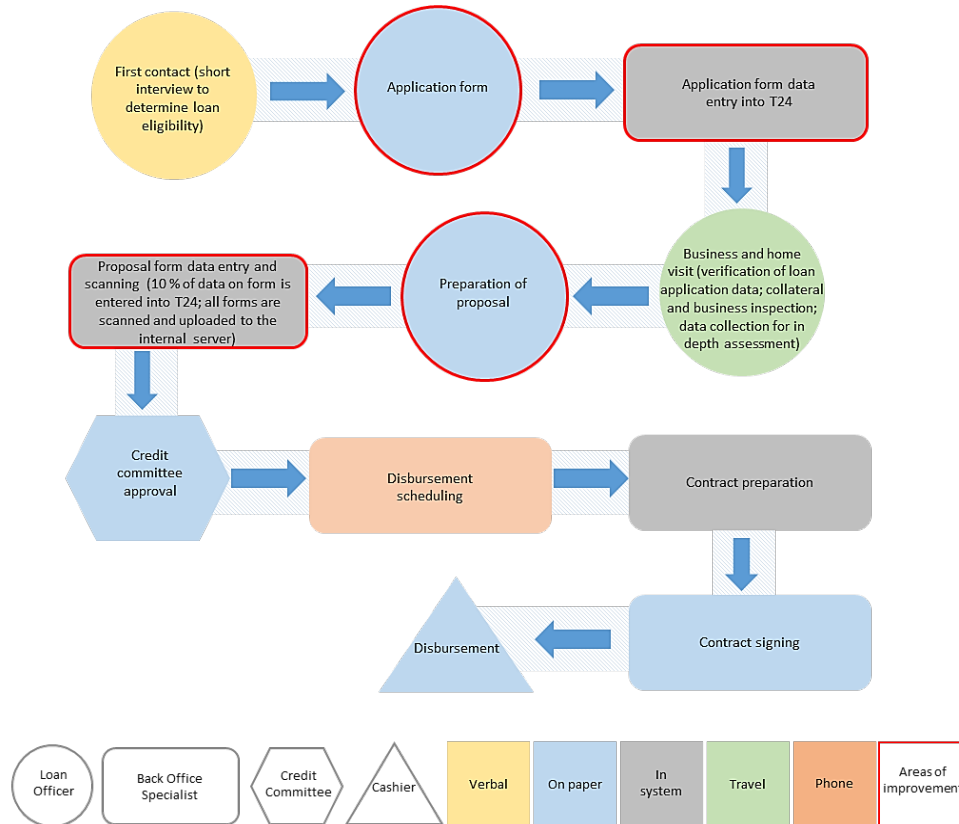 First contact (short
interview to
determine loan
eligibility)
Application form
Application form data
entry into T24
Business and home
visit (verification of loan
application data; collateral
and business inspection;
data collection for in
depth assessment)
Preparation of
proposal
Proposal form data entry and
scanning (10 % of data on form is
entered into T24; all forms are
scanned and uploaded to the
internal server)
Credit
committee
approval
Disbursement
scheduling
Contract preparation
Contract signing
Disbursement
Loan
Officer
Back Office
Specialist
Credit
Committee
Cashier
Verbal
On paper
In
system
Travel
Phone
Areas of
improvement